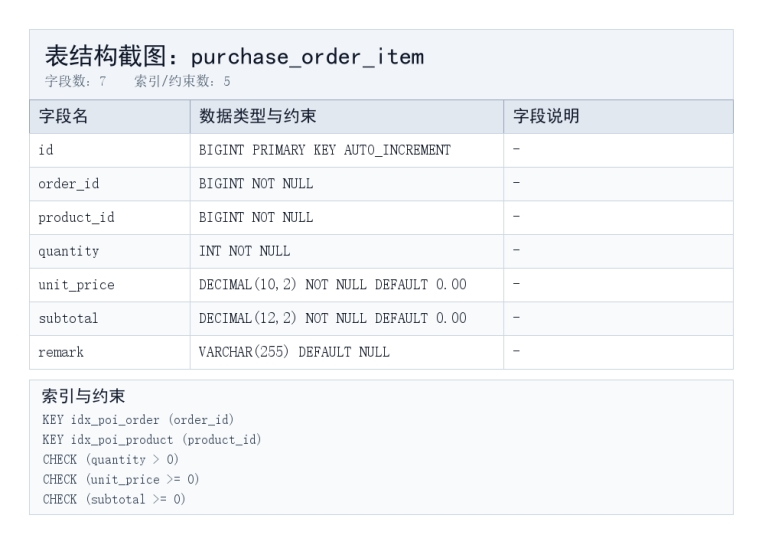 表结构截图：purchase_order_item
字段数：7 索引/约束数：5
字段名 数据类型与约束 字段说明
id BIGINT PRIMARY KEY AUTO_INCREMENT -
order_id BIGINT NOT NULL -
product_id BIGINT NOT NULL -
quantity INT NOT NULL -
unit_price DECIMAL(10,2) NOT NULL DEFAULT 0.00 -
subtotal DECIMAL(12,2) NOT NULL DEFAULT 0.00 -
remark VARCHAR(255) DEFAULT NULL -
索引与约束
KEY idx_poi_order (order_id)
KEY idx_poi_product (product_id)
CHECK (quantity > 0)
CHECK (unit_price >= 0)
CHECK (subtotal >= 0)